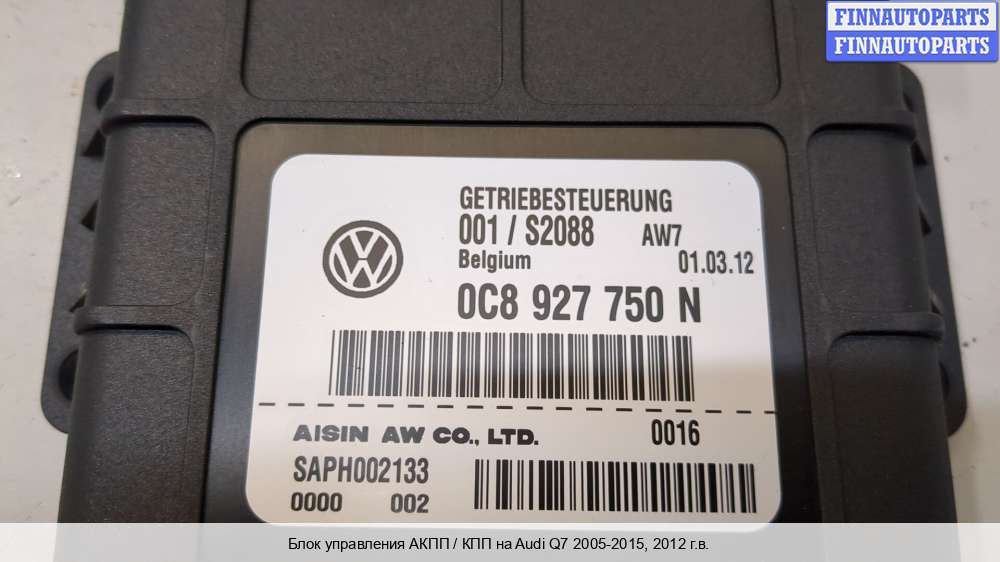 FINNAUTOPARTS
FINNAUTOPARTS
GETRIEBESTEUERUNG
001 / S2088 AW7
Belgium 01.03.12
0C8 927 750 N
AISIN AW CO., LTD. 0016
SAPH002133
0000 002
Блок управления АКПП / КПП на Audi Q7 2005-2015, 2012 г.в.